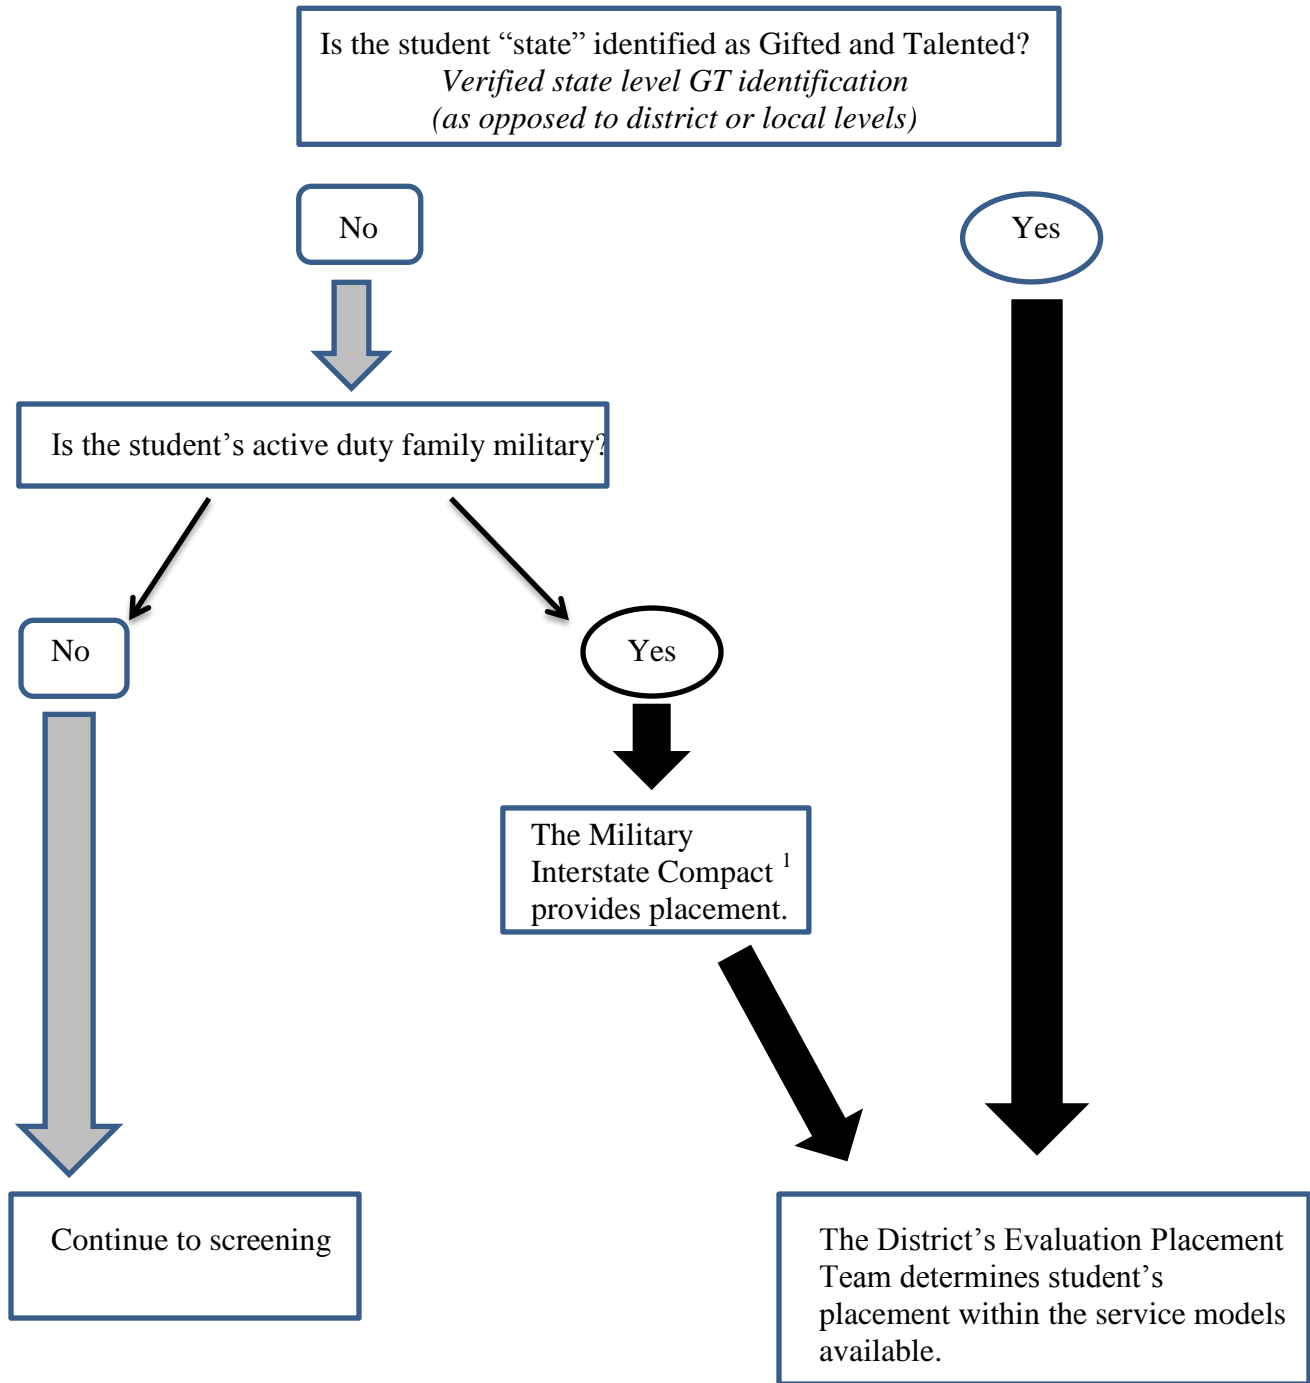 Is the student “state” identified as Gifted and Talented?
Verified state level GT identification
(as opposed to district or local levels)
No
Yes
Is the student’s active duty family military?
No
Yes
The Military
Interstate Compact ¹
provides placement.
Continue to screening
The District’s Evaluation Placement
Team determines student’s
placement within the service models
available.